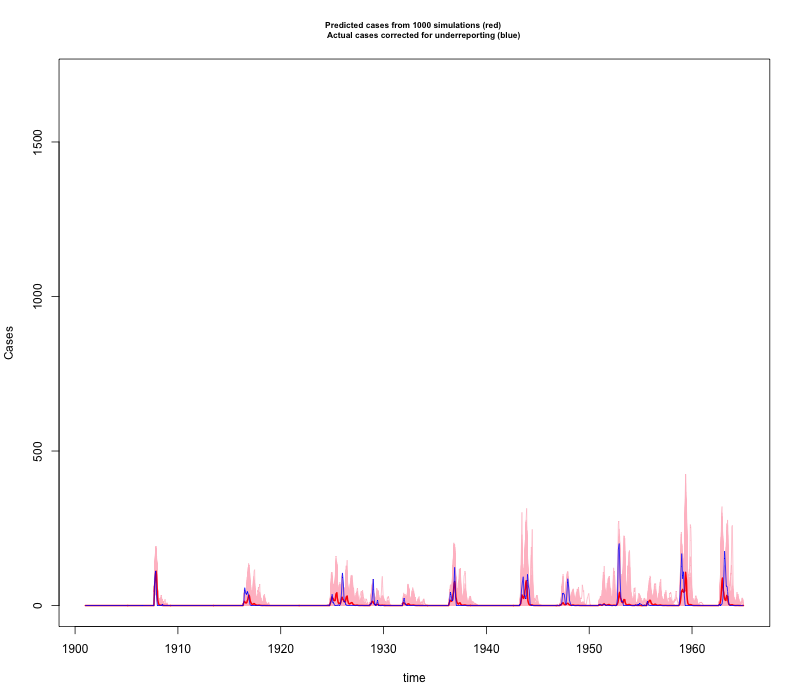 Predicted cases from 1000 simulations (red)
Actual cases corrected for underreporting (blue)
1500
1000
500
0
Cases
1900 1910 1920 1930 1940 1950 1960
time